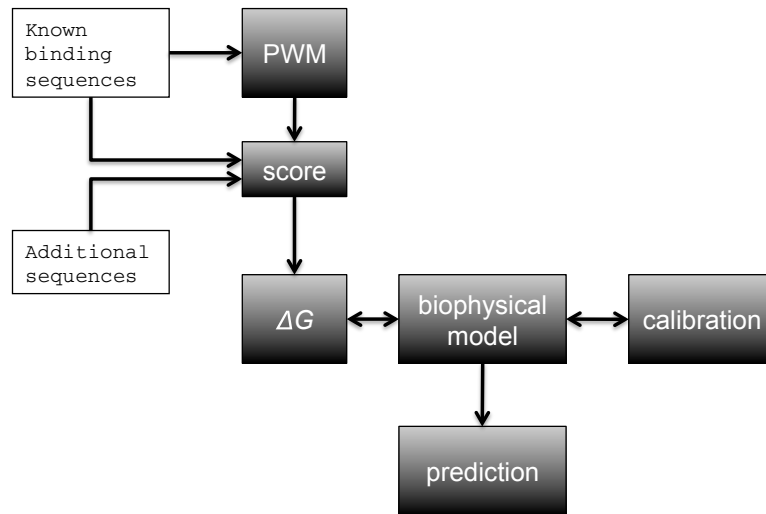 Known
binding
sequences
PWM
score
Additional
sequences
ΔG
biophysical
model
calibration
prediction